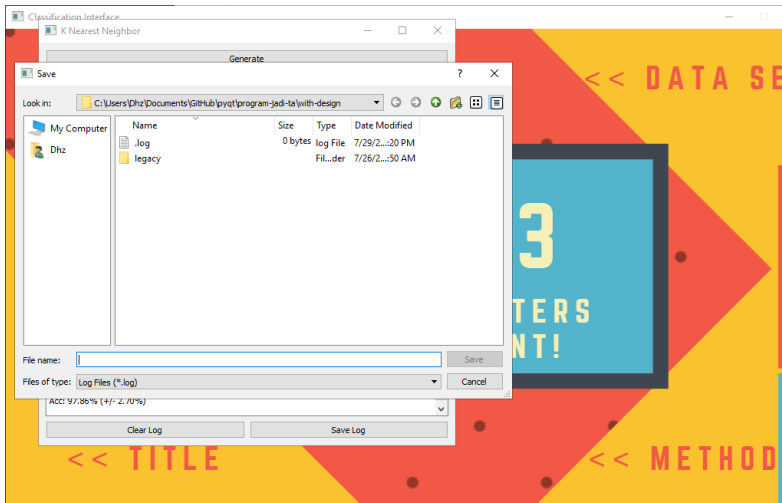 Classification Interface
K Nearest Neighbor
Generate
Save
?
Look in:
C:\Users\Dhz\Documents\GitHub\pyqt\program-jadi-ta\with-design
My Computer
Dhz
Name Size Type Date Modified
.log 0 bytes log File 7/29/2...:20 PM
legacy Fil...der 7/26/2...:50 AM
File name:
Save
Files of type: Log Files (*.log)
Cancel
Acc: 97.86% (+/- 2.70%)
Clear Log Save Log
<< DATA SE
3
TERS
NT!
<< TITLE
<< METHOD